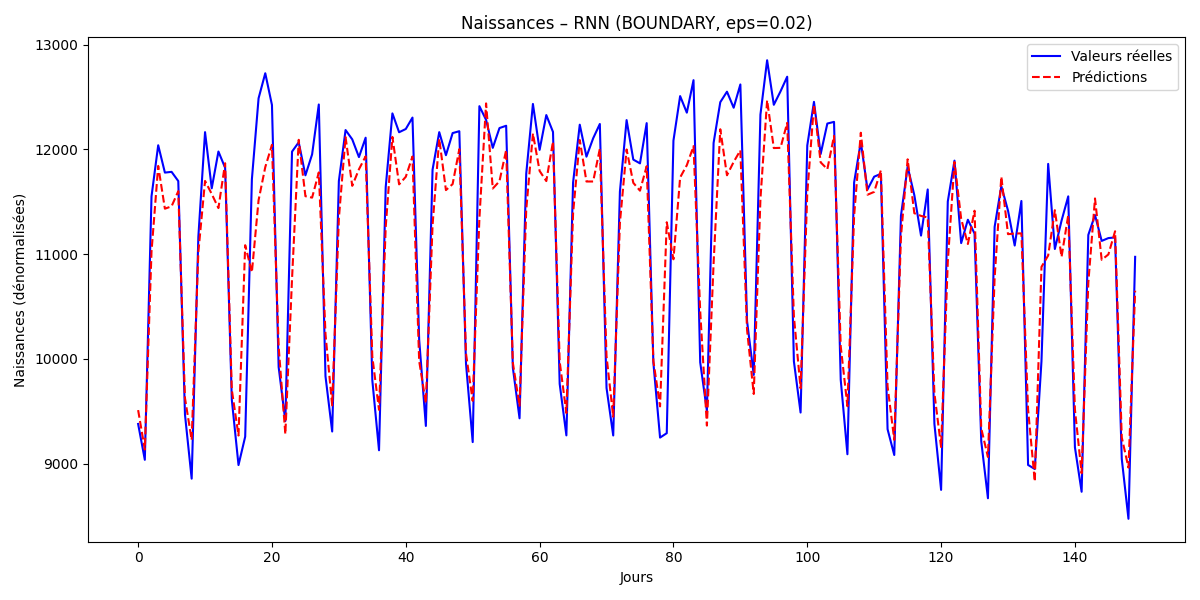 Naissances – RNN (BOUNDARY, eps=0.02)
Valeurs réelles
Prédictions
Naissances (dénormalisées)
13000
12000
11000
10000
9000
0 20 40 60 80 100 120 140
Jours